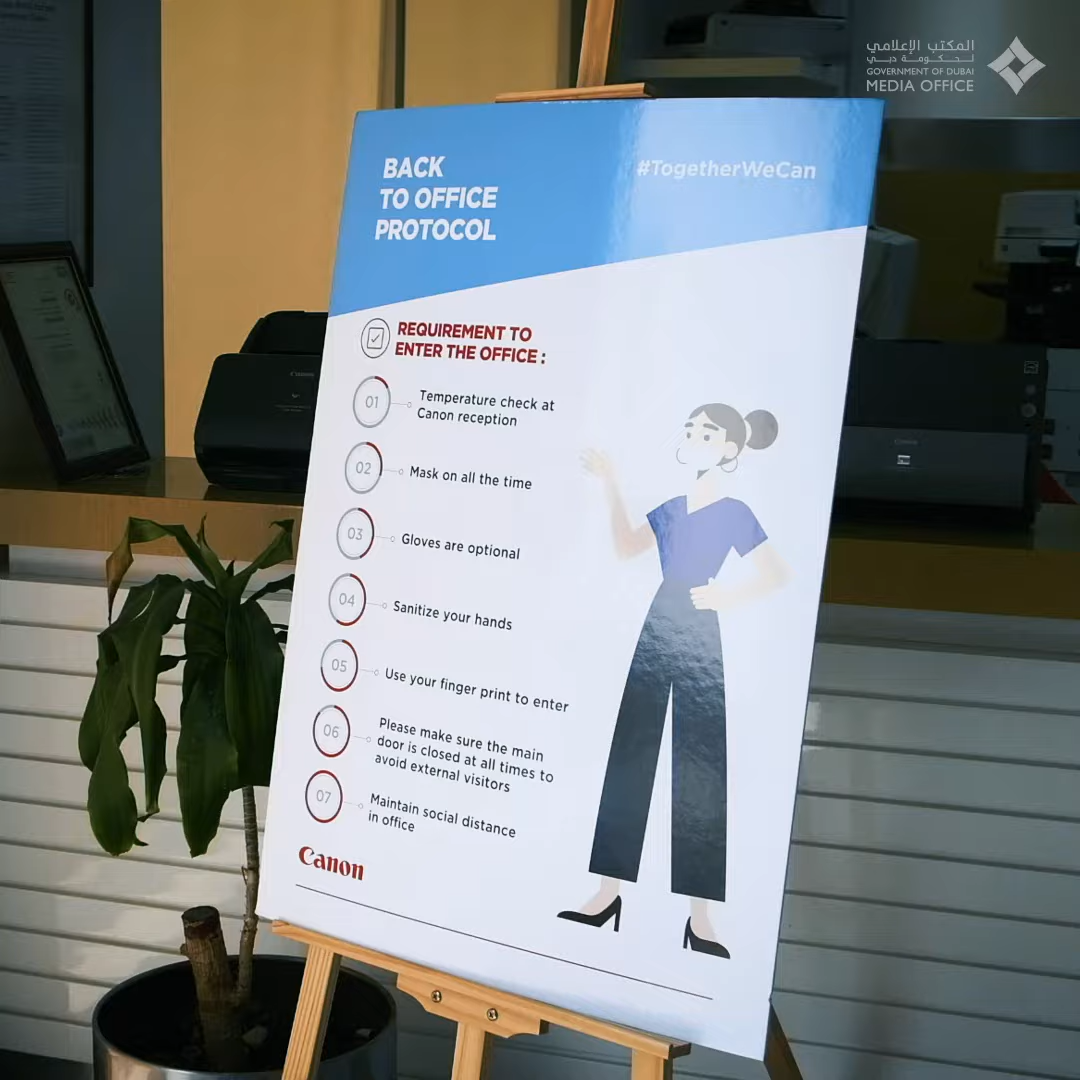 المكتب الإعلامي
لحكومة دبي
GOVERNMENT OF DUBAI
MEDIA OFFICE
BACK
TO OFFICE
PROTOCOL
#TogetherWeCan
REQUIREMENT TO
ENTER THE OFFICE :
01
Temperature check at
Canon reception
02
Mask on all the time
03
Gloves are optional
04
Sanitize your hands
05
Use your finger print to enter
06
Please make sure the main
door is closed at all times to
avoid external visitors
07
Maintain social distance
in office
Canon
Canon
Canon